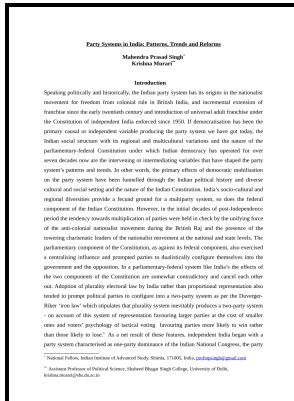 Party Systems in India: Patterns, Trends and Reforms
Mahendra Prasad Singh*
Krishna Murari**
Introduction
Speaking politically and historically, the Indian party system has its origins in the nationalist
movement for freedom from colonial rule in British India, and incremental extension of
franchise since the early twentieth century and introduction of universal adult franchise under
the Constitution of independent India enforced since 1950. If democratisation has been the
primary causal or independent variable producing the party system we have got today, the
Indian social structure with its regional and multicultural variations and the nature of the
parliamentary-federal Constitution under which Indian democracy has operated for over
seven decades now are the intervening or intermediating variables that have shaped the party
system's patterns and trends. In other words, the primary effects of democratic mobilisation
on the party system have been funnelled through the Indian political history and diverse
cultural and social setting and the nature of the Indian Constitution. India's socio-cultural and
regional diversities provide a fecund ground for a multiparty system, so does the federal
component of the Indian Constitution. However, in the initial decades of post-Independence
period the tendency towards multiplication of parties were held in check by the unifying force
of the anti-colonial nationalist movement during the British Raj and the presence of the
towering charismatic leaders of the nationalist movement at the national and state levels. The
parliamentary component of the Constitution, as against its federal component, also exercised
a centralising influence and prompted parties to dualistically configure themselves into the
government and the opposition. In a parliamentary-federal system like India's the effects of
the two components of the Constitution are somewhat contradictory and cancel each other
out. Adoption of plurality electoral law by India rather than proportional representation also
tended to prompt political parties to configure into a two-party system as per the Duverger-
Riker 'iron law' which stipulates that plurality system inevitably produces a two-party system
- on account of this system of representation favouring larger parties at the cost of smaller
ones and voters' psychology of tactical voting favouring parties more likely to win rather
than those likely to lose.¹ As a net result of these features, independent India began with a
party system characterised as one-party dominance of the Indian National Congress, the party
* National Fellow, Indian Institute of Advanced Study, Shimla, 171005, India, profmpsingh@gmail.com
** Assistant Professor of Political Science, Shaheed Bhagat Singh College, University of Delhi,
krishna.murari@sbs.du.ac.in